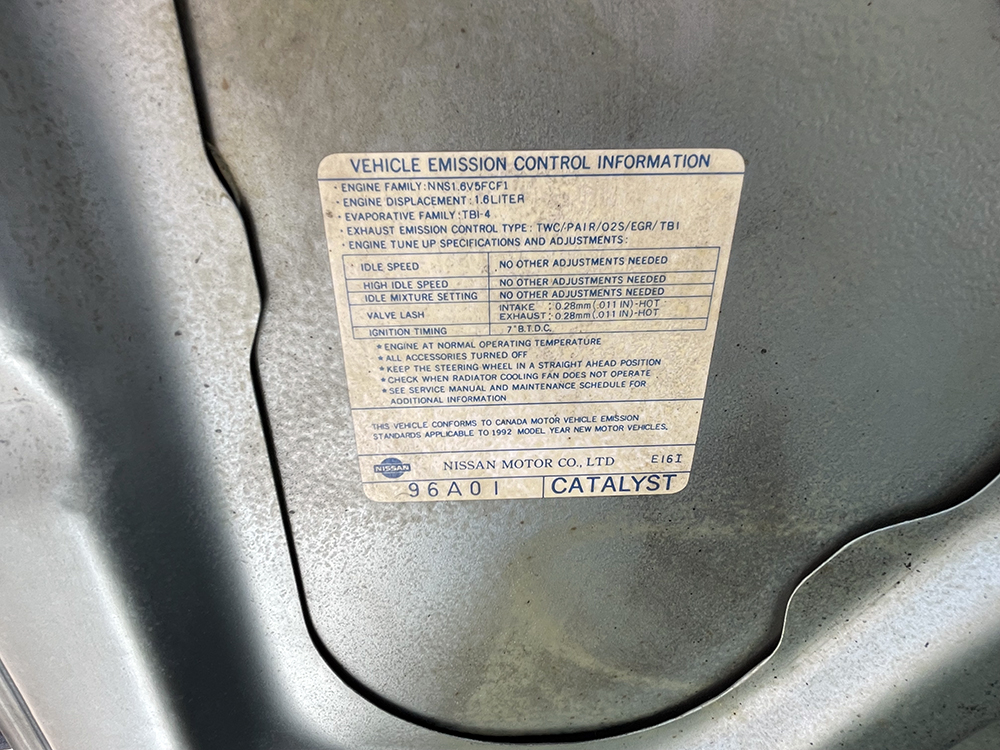 VEHICLE EMISSION CONTROL INFORMATION
· ENGINE FAMILY: NNS1.6V5FCF1
· ENGINE DISPLACEMENT: 1.6 LITER
· EVAPORATIVE FAMILY: TBI-4
· EXHAUST EMISSION CONTROL TYPE: TWC/PAIR/O2S/EGR/TBI
· ENGINE TUNE UP SPECIFICATIONS AND ADJUSTMENTS:
IDLE SPEED NO OTHER ADJUSTMENTS NEEDED
HIGH IDLE SPEED NO OTHER ADJUSTMENTS NEEDED
IDLE MIXTURE SETTING NO OTHER ADJUSTMENTS NEEDED
VALVE LASH INTAKE : 0.28mm(.011 IN)-HOT
EXHAUST : 0.28mm(.011 IN)-HOT
IGNITION TIMING 7°B.T.D.C.
* ENGINE AT NORMAL OPERATING TEMPERATURE
* ALL ACCESSORIES TURNED OFF
* KEEP THE STEERING WHEEL IN A STRAIGHT AHEAD POSITION
* CHECK WHEN RADIATOR COOLING FAN DOES NOT OPERATE
* SEE SERVICE MANUAL AND MAINTENANCE SCHEDULE FOR
ADDITIONAL INFORMATION
THIS VEHICLE CONFORMS TO CANADA MOTOR VEHICLE EMISSION
STANDARDS APPLICABLE TO 1992 MODEL YEAR NEW MOTOR VEHICLES.
NISSAN NISSAN MOTOR CO., LTD E16I
96A01 CATALYST